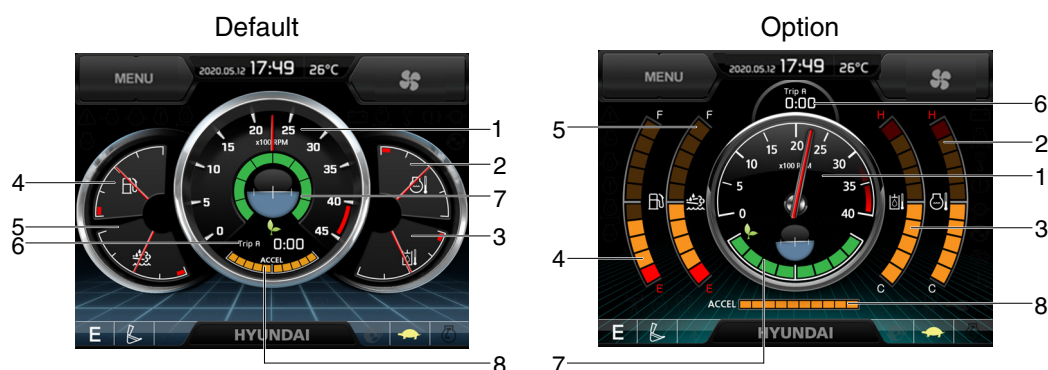 Default
Option
MENU 2020.05.12 17:49 26°C
1
2
3
4
5
6
7
8
0
5
10
15
20
25
30
35
40
45
x100 RPM
Trip A 0:00
ACCEL
E
HYUNDAI
MENU 2020.05.12 17:49 26°C
Trip A
0:00
F
F
H
H
0
5
10
15
20
25
30
35
40
x100 RPM
E
E
C
C
ACCEL
E
HYUNDAI
6
5
2
1
3
4
8
7